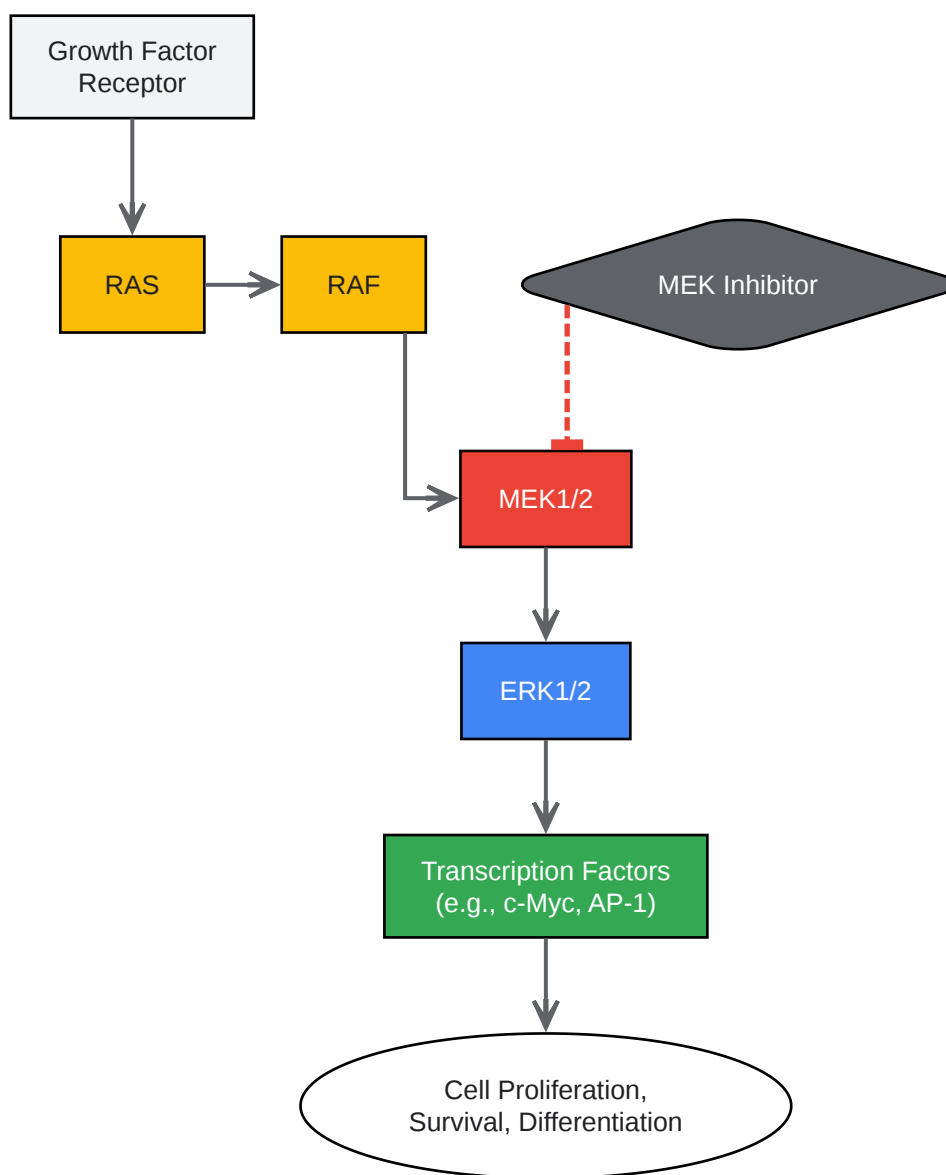 Growth Factor
Receptor
RAS
RAF
MEK Inhibitor
MEK1/2
ERK1/2
Transcription Factors
(e.g., c-Myc, AP-1)
Cell Proliferation,
Survival, Differentiation